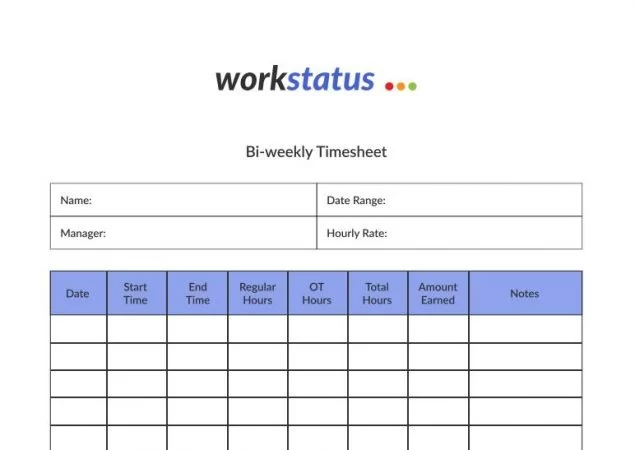 workstatus
Bi-weekly Timesheet
Name: Date Range:
Manager: Hourly Rate:
Date Start Time End Time Regular Hours OT Hours Total Hours Amount Earned Notes